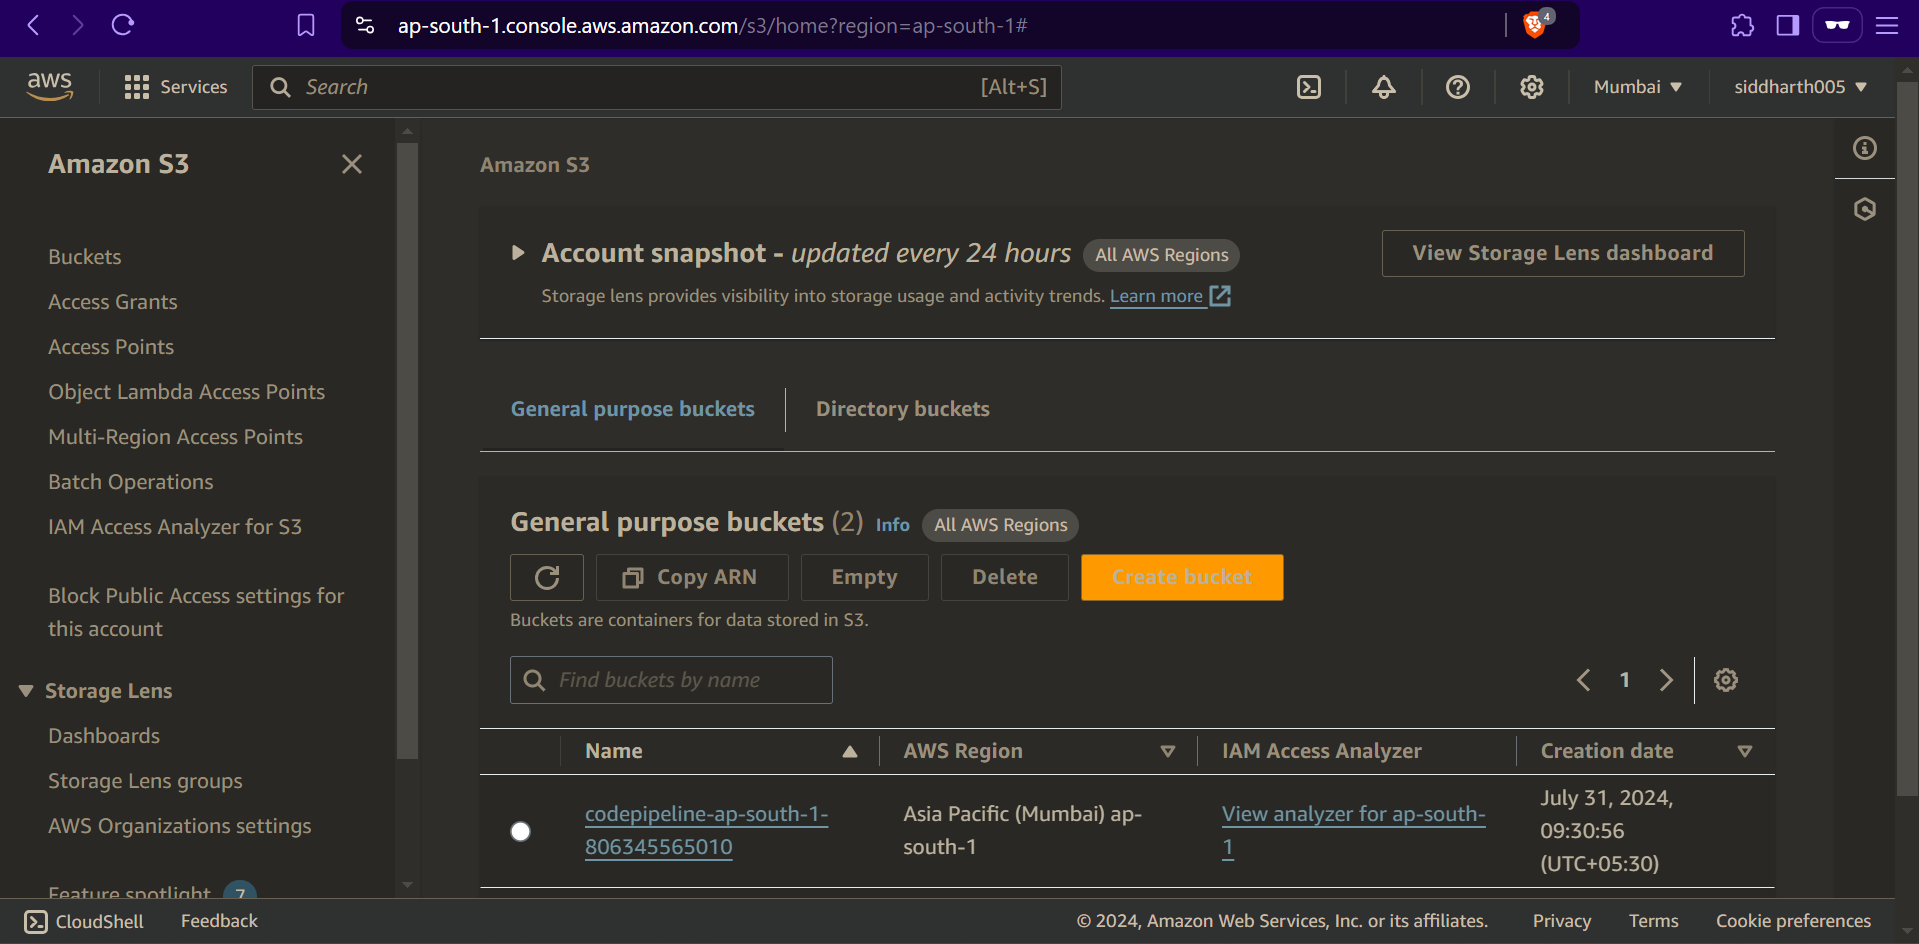 ap-south-1.console.aws.amazon.com/s3/home?region=ap-south-1#
4
aws
Services
Search
[Alt+S]
Mumbai
siddharth005
Amazon S3
Buckets
Access Grants
Access Points
Object Lambda Access Points
Multi-Region Access Points
Batch Operations
IAM Access Analyzer for S3
Block Public Access settings for
this account
Storage Lens
Dashboards
Storage Lens groups
AWS Organizations settings
Feature spotlight 7
Amazon S3
Account snapshot - updated every 24 hours All AWS Regions
Storage lens provides visibility into storage usage and activity trends. Learn more
View Storage Lens dashboard
General purpose buckets
Directory buckets
General purpose buckets (2) Info All AWS Regions
Copy ARN
Empty
Delete
Create bucket
Buckets are containers for data stored in S3.
Find buckets by name
1
Name
AWS Region
IAM Access Analyzer
Creation date
codepipeline-ap-south-1-
806345565010
Asia Pacific (Mumbai) ap-
south-1
View analyzer for ap-south-
1
July 31, 2024,
09:30:56
(UTC+05:30)
CloudShell
Feedback
© 2024, Amazon Web Services, Inc. or its affiliates.
Privacy
Terms
Cookie preferences